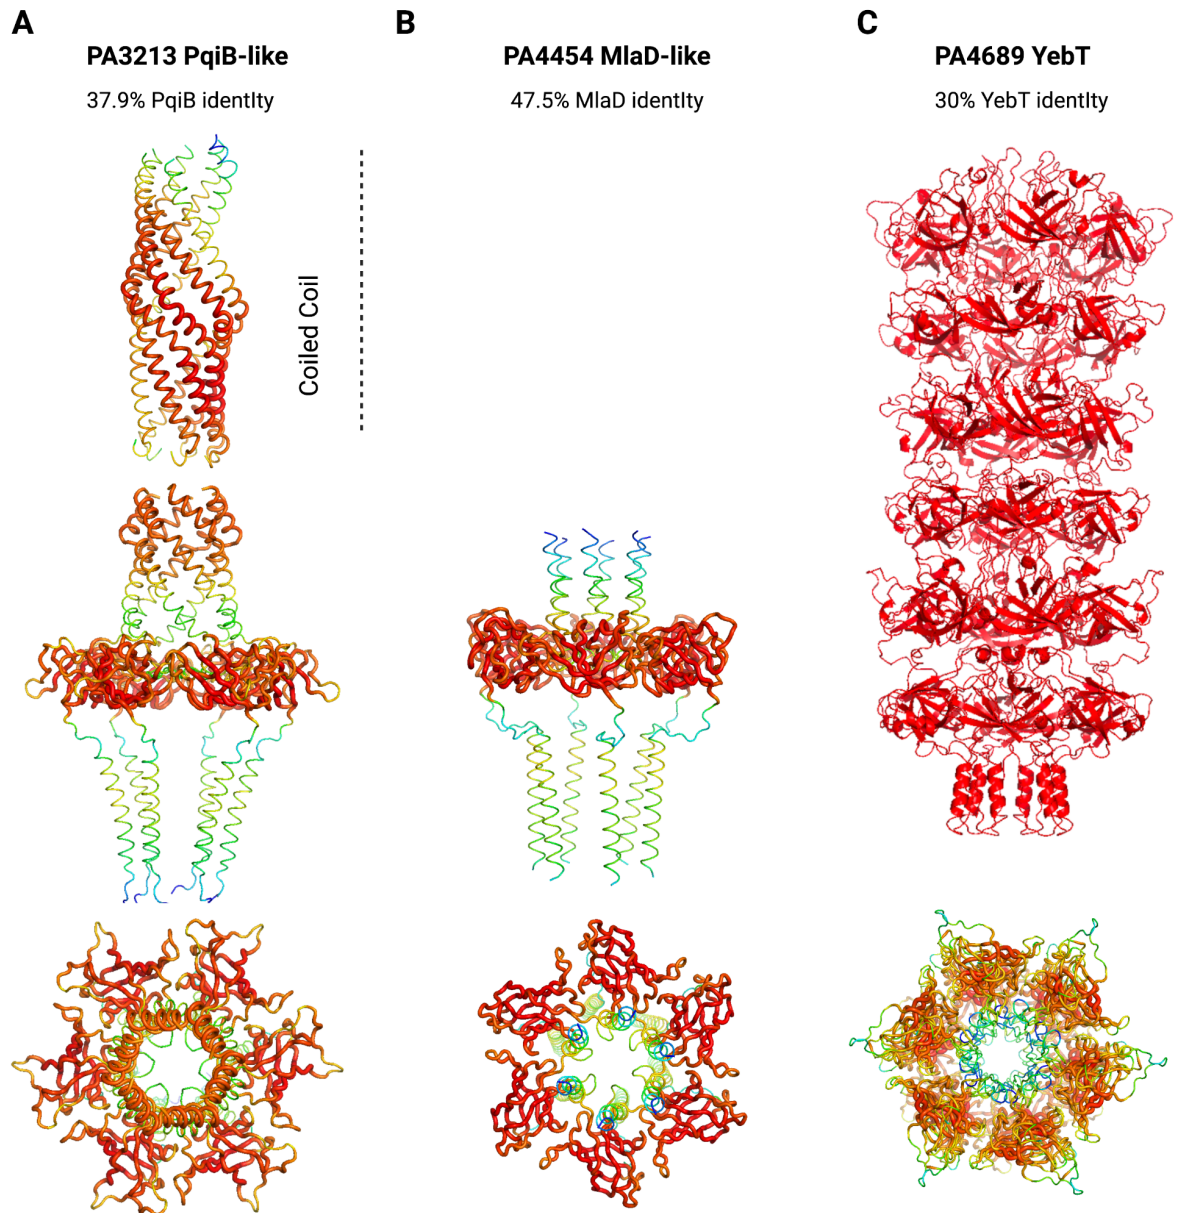 A
PA3213 PqiB-like
37.9% PqiB identIty
B
PA4454 MlaD-like
47.5% MlaD identIty
C
PA4689 YebT
30% YebT identIty
Coiled Coil